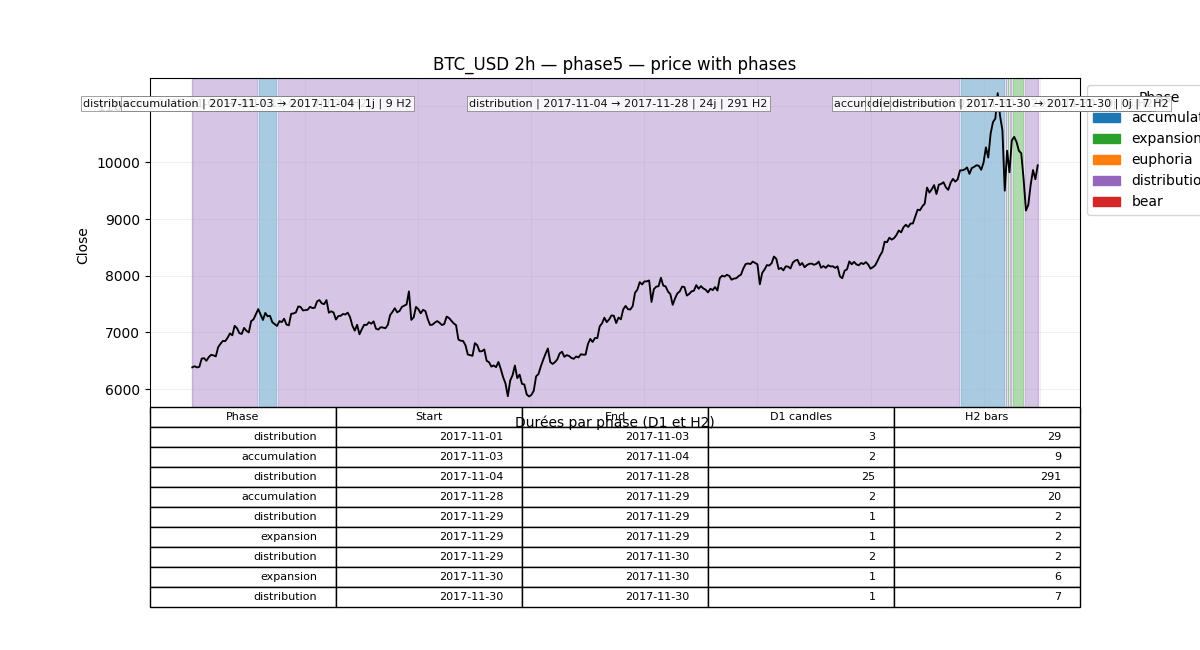 BTC_USD 2h — phase5 — price with phases
accumulation | 2017-11-03 → 2017-11-04 | 1j | 9 H2
distribution | 2017-11-04 → 2017-11-28 | 24j | 291 H2
distribution | 2017-11-30 → 2017-11-30 | 0j | 7 H2
Phase
expansion
euphoria
bear
Close
10000
9000
8000
7000
6000
Durées par phase (D1 et H2)
Phase Start End D1 candles H2 bars
distribution 2017-11-01 2017-11-03 3 29
accumulation 2017-11-03 2017-11-04 2 9
distribution 2017-11-04 2017-11-28 25 291
accumulation 2017-11-28 2017-11-29 2 20
distribution 2017-11-29 2017-11-29 1 2
expansion 2017-11-29 2017-11-29 1 2
distribution 2017-11-29 2017-11-30 2 2
expansion 2017-11-30 2017-11-30 1 6
distribution 2017-11-30 2017-11-30 1 7